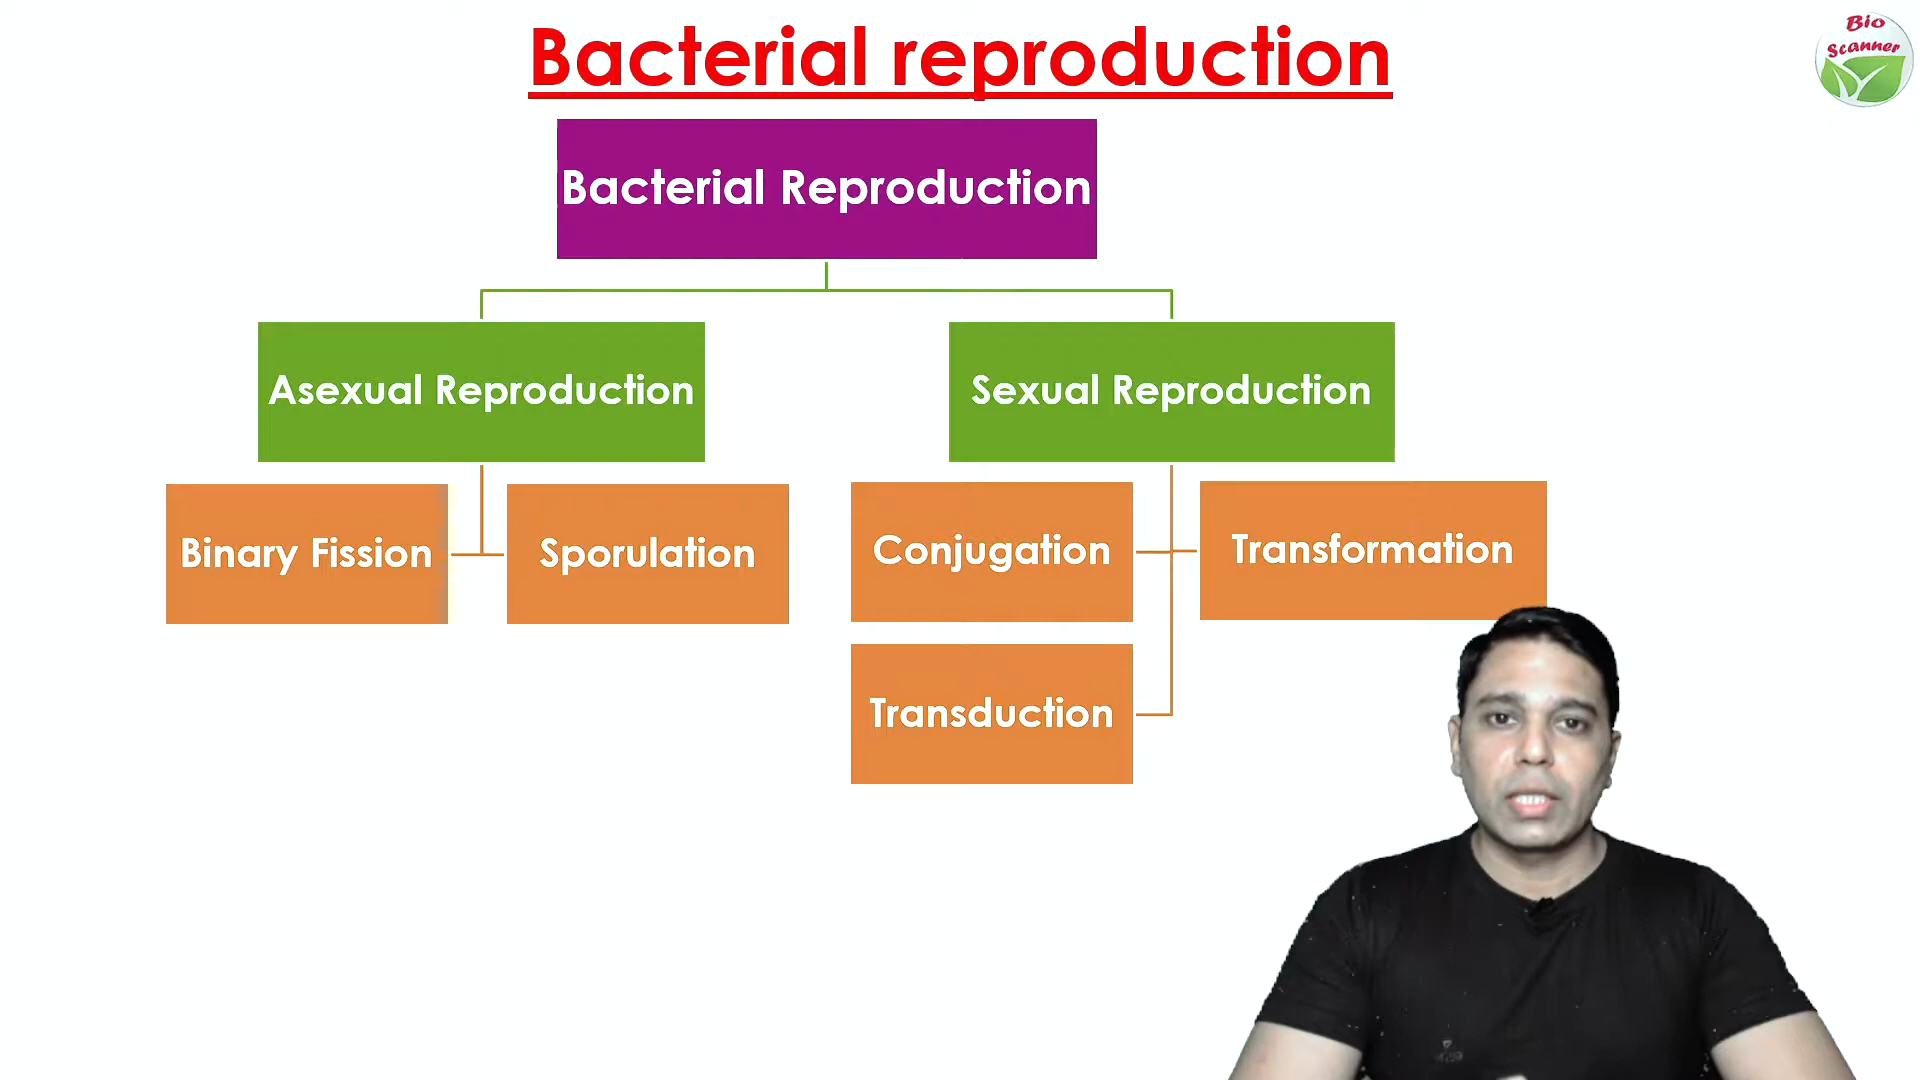 Bacterial reproduction
Bio
Scanner
Bacterial Reproduction
Asexual Reproduction
Sexual Reproduction
Binary Fission
Sporulation
Conjugation
Transformation
Transduction